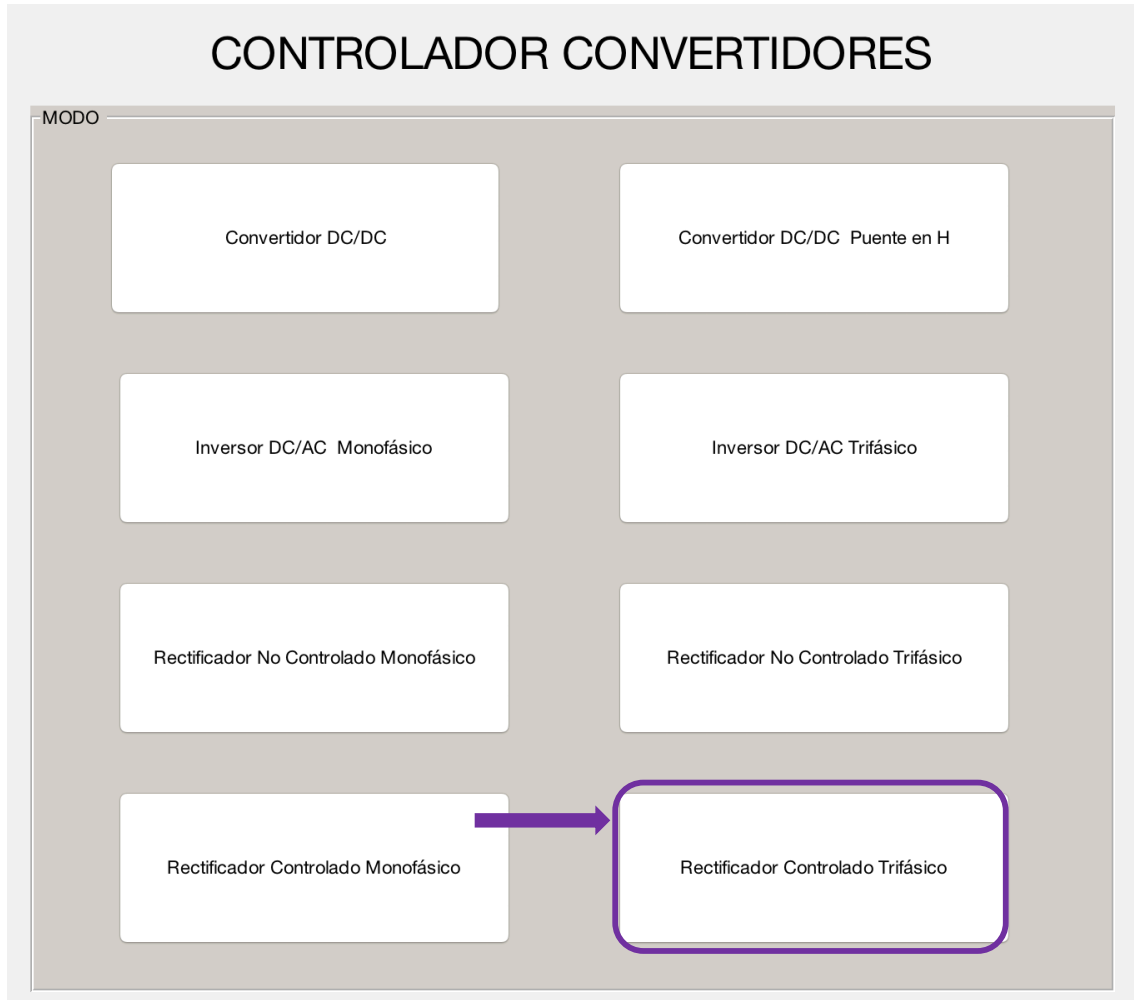 CONTROLADOR CONVERTIDORES
MODO
Convertidor DC/DC
Convertidor DC/DC  Puente en H
Inversor DC/AC  Monofásico
Inversor DC/AC Trifásico
Rectificador No Controlado Monofásico
Rectificador No Controlado Trifásico
Rectificador Controlado Monofásico
Rectificador Controlado Trifásico